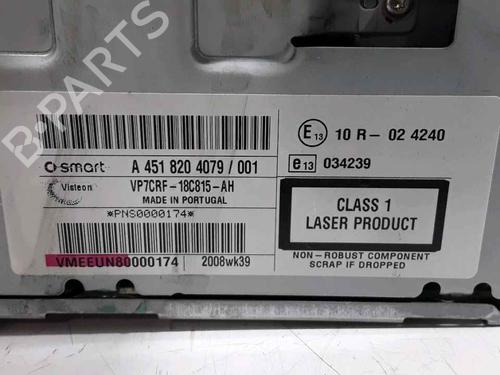 B-PARTS
E13 10 R - 02 4240
smart A 451 820 4079 / 001
e13 034239
Visteon VP7CRF-18C815-AH
MADE IN PORTUGAL
*PNS0000174*
CLASS 1
LASER PRODUCT
VMEEUN80000174 2008wk39
NON-ROBUST COMPONENT
SCRAP IF DROPPED